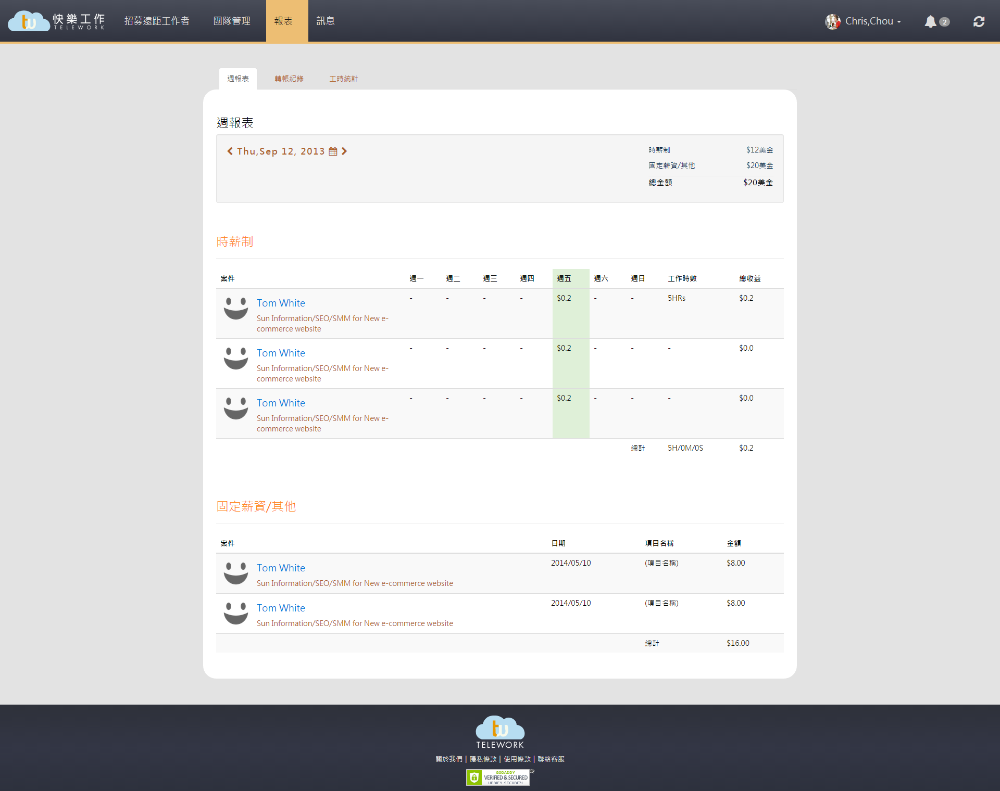 tw 快樂工作 TELEWORK 招募遠距工作者 團隊管理 報表 訊息 Chris,Chou 2
週報表 轉帳紀錄 工時統計
週報表
Thu,Sep 12, 2013
時薪制 $12美金
固定薪資/其他 $20美金
總金額 $20美金
時薪制
案件 週一 週二 週三 週四 週五 週六 週日 工作時數 總收益
Tom White - - - - $0.2 - - 5HRs $0.2
Sun Information/SEO/SMM for New e-
commerce website
Tom White - - - - $0.2 - - - $0.0
Sun Information/SEO/SMM for New e-
commerce website
Tom White - - - - $0.2 - - - $0.0
Sun Information/SEO/SMM for New e-
commerce website
總計 5H/0M/0S $0.2
固定薪資/其他
案件 日期 項目名稱 金額
Tom White 2014/05/10 (項目名稱) $8.00
Sun Information/SEO/SMM for New e-commerce website
Tom White 2014/05/10 (項目名稱) $8.00
Sun Information/SEO/SMM for New e-commerce website
總計 $16.00
tw
TELEWORK
關於我們 | 隱私條款 | 使用條款 | 聯絡客服
GODADDY
VERIFIED & SECURED
VERIFY SECURITY